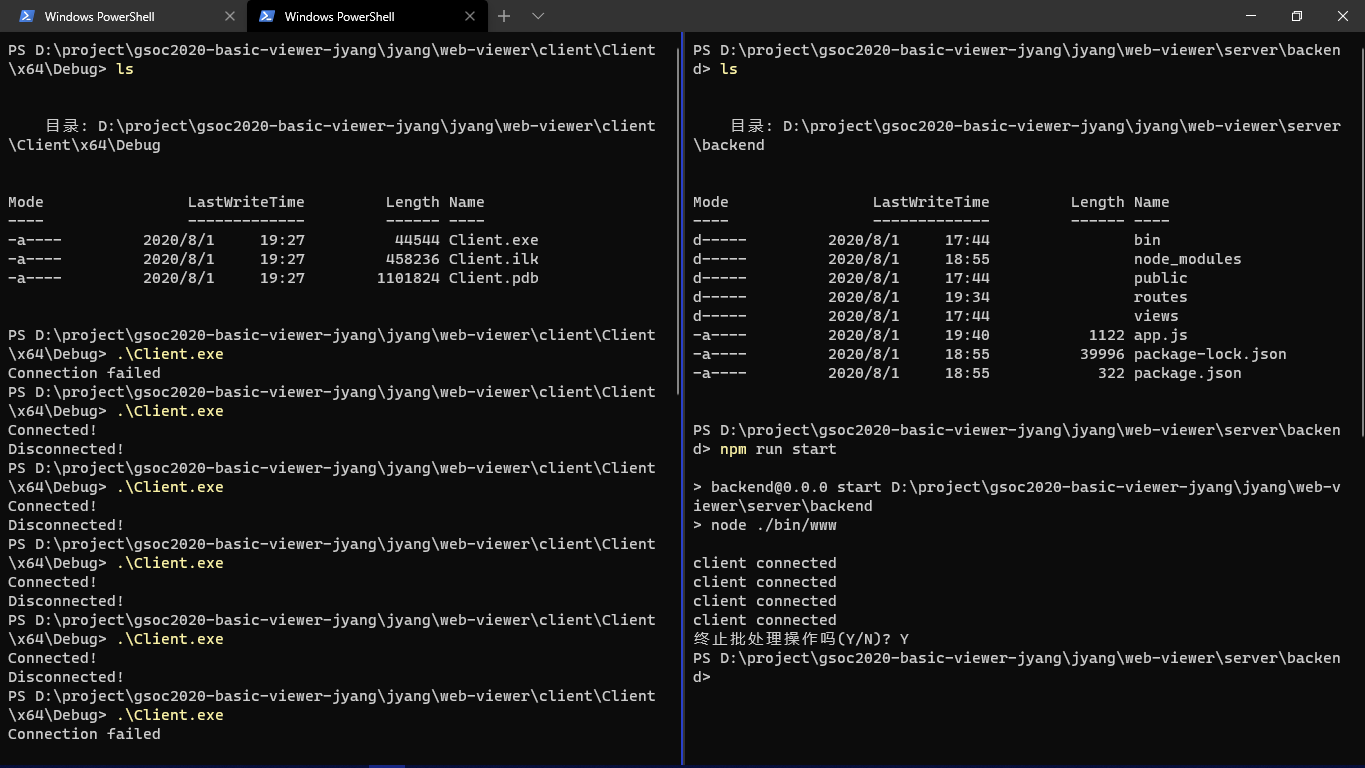 Windows PowerShell
Windows PowerShell
PS D:\project\gsoc2020-basic-viewer-jyang\jyang\web-viewer\client\Client
\x64\Debug> ls
目录: D:\project\gsoc2020-basic-viewer-jyang\jyang\web-viewer\client
\Client\x64\Debug
Mode LastWriteTime Length Name
---- ------------- ------ ----
-a---- 2020/8/1 19:27 44544 Client.exe
-a---- 2020/8/1 19:27 458236 Client.ilk
-a---- 2020/8/1 19:27 1101824 Client.pdb
PS D:\project\gsoc2020-basic-viewer-jyang\jyang\web-viewer\client\Client
\x64\Debug> .\Client.exe
Connection failed
PS D:\project\gsoc2020-basic-viewer-jyang\jyang\web-viewer\client\Client
\x64\Debug> .\Client.exe
Connected!
Disconnected!
PS D:\project\gsoc2020-basic-viewer-jyang\jyang\web-viewer\client\Client
\x64\Debug> .\Client.exe
Connected!
Disconnected!
PS D:\project\gsoc2020-basic-viewer-jyang\jyang\web-viewer\client\Client
\x64\Debug> .\Client.exe
Connected!
Disconnected!
PS D:\project\gsoc2020-basic-viewer-jyang\jyang\web-viewer\client\Client
\x64\Debug> .\Client.exe
Connected!
Disconnected!
PS D:\project\gsoc2020-basic-viewer-jyang\jyang\web-viewer\client\Client
\x64\Debug> .\Client.exe
Connection failed
PS D:\project\gsoc2020-basic-viewer-jyang\jyang\web-viewer\server\backen
d> ls
目录: D:\project\gsoc2020-basic-viewer-jyang\jyang\web-viewer\server
\backend
Mode LastWriteTime Length Name
---- ------------- ------ ----
d----- 2020/8/1 17:44 bin
d----- 2020/8/1 18:55 node_modules
d----- 2020/8/1 17:44 public
d----- 2020/8/1 19:34 routes
d----- 2020/8/1 17:44 views
-a---- 2020/8/1 19:40 1122 app.js
-a---- 2020/8/1 18:55 39996 package-lock.json
-a---- 2020/8/1 18:55 322 package.json
PS D:\project\gsoc2020-basic-viewer-jyang\jyang\web-viewer\server\backen
d> npm run start
> backend@0.0.0 start D:\project\gsoc2020-basic-viewer-jyang\jyang\web-v
iewer\server\backend
> node ./bin/www
client connected
client connected
client connected
client connected
终止批处理操作吗(Y/N)? Y
PS D:\project\gsoc2020-basic-viewer-jyang\jyang\web-viewer\server\backen
d>